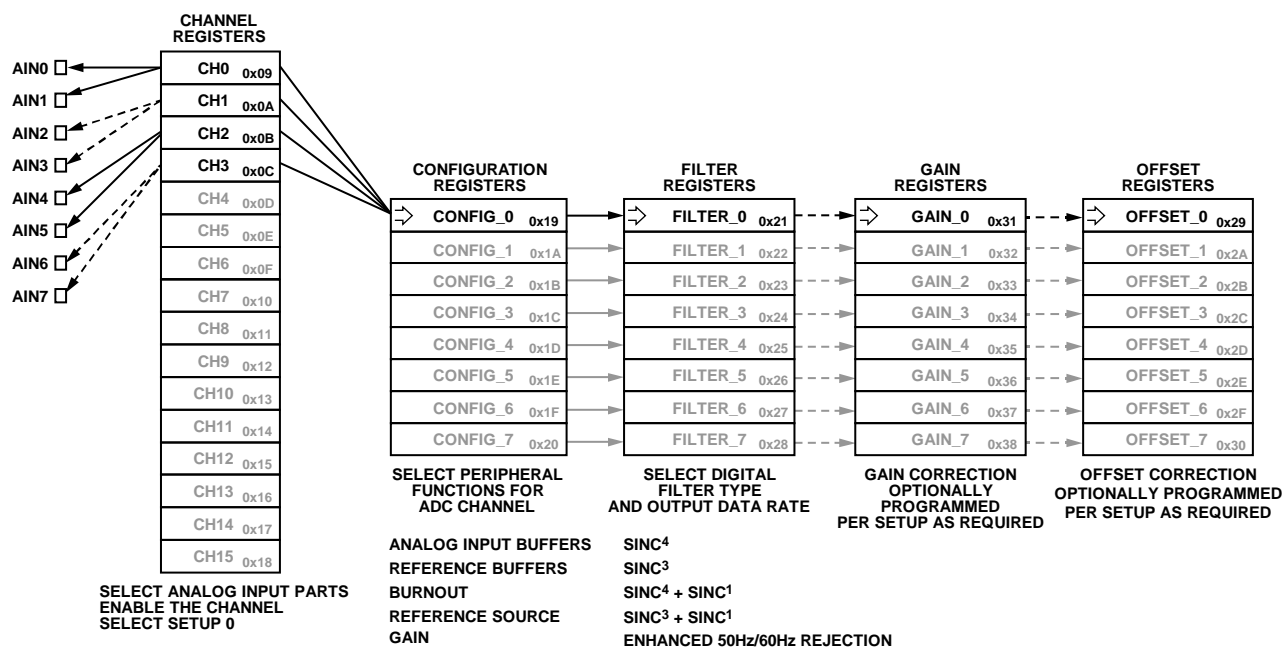 CHANNEL
REGISTERS
AIN0
AIN1
AIN2
AIN3
AIN4
AIN5
AIN6
AIN7
CH0 0x09
CH1 0x0A
CH2 0x0B
CH3 0x0C
CH4 0x0D
CH5 0x0E
CH6 0x0F
CH7 0x10
CH8 0x11
CH9 0x12
CH10 0x13
CH11 0x14
CH12 0x15
CH13 0x16
CH14 0x17
CH15 0x18
SELECT ANALOG INPUT PARTS
ENABLE THE CHANNEL
SELECT SETUP 0
CONFIGURATION
REGISTERS
CONFIG_0 0x19
CONFIG_1 0x1A
CONFIG_2 0x1B
CONFIG_3 0x1C
CONFIG_4 0x1D
CONFIG_5 0x1E
CONFIG_6 0x1F
CONFIG_7 0x20
SELECT PERIPHERAL
FUNCTIONS FOR
ADC CHANNEL
ANALOG INPUT BUFFERS
REFERENCE BUFFERS
BURNOUT
REFERENCE SOURCE
GAIN
FILTER
REGISTERS
FILTER_0 0x21
FILTER_1 0x22
FILTER_2 0x23
FILTER_3 0x24
FILTER_4 0x25
FILTER_5 0x26
FILTER_6 0x27
FILTER_7 0x28
SELECT DIGITAL
FILTER TYPE
AND OUTPUT DATA RATE
SINC4
SINC3
SINC4 + SINC1
SINC3 + SINC1
ENHANCED 50Hz/60Hz REJECTION
GAIN
REGISTERS
GAIN_0 0x31
GAIN_1 0x32
GAIN_2 0x33
GAIN_3 0x34
GAIN_4 0x35
GAIN_5 0x36
GAIN_6 0x37
GAIN_7 0x38
GAIN CORRECTION
OPTIONALLY
PROGRAMMED
PER SETUP AS REQUIRED
OFFSET
REGISTERS
OFFSET_0 0x29
OFFSET_1 0x2A
OFFSET_2 0x2B
OFFSET_3 0x2C
OFFSET_4 0x2D
OFFSET_5 0x2E
OFFSET_6 0x2F
OFFSET_7 0x30
OFFSET CORRECTION
OPTIONALLY PROGRAMMED
PER SETUP AS REQUIRED